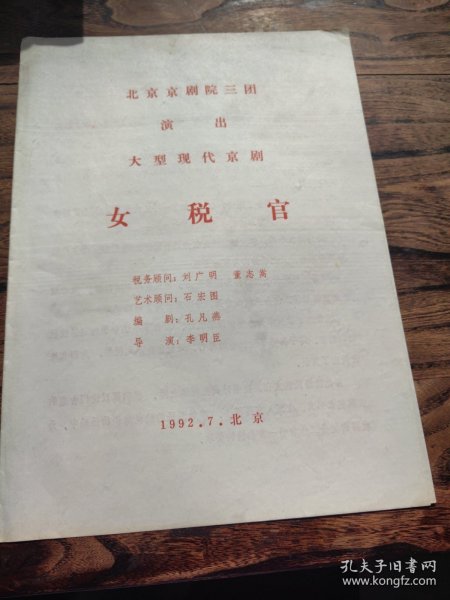 北京京剧院三团
演 出
大型现代京剧
女 税 官
税务顾问：刘广明 董志嵩
艺术顾问：石宏图
编 剧：孔凡燕
导 演：李明臣
1992.7.北京
孔夫子旧书网
www.kongfz.com